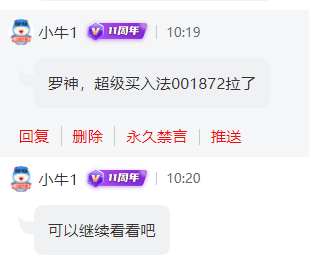 小牛1 V 11周年 10:19
罗神，超级买入法001872拉了
回复 删除 永久禁言 推送
小牛1 V 11周年 10:20
可以继续看看吧